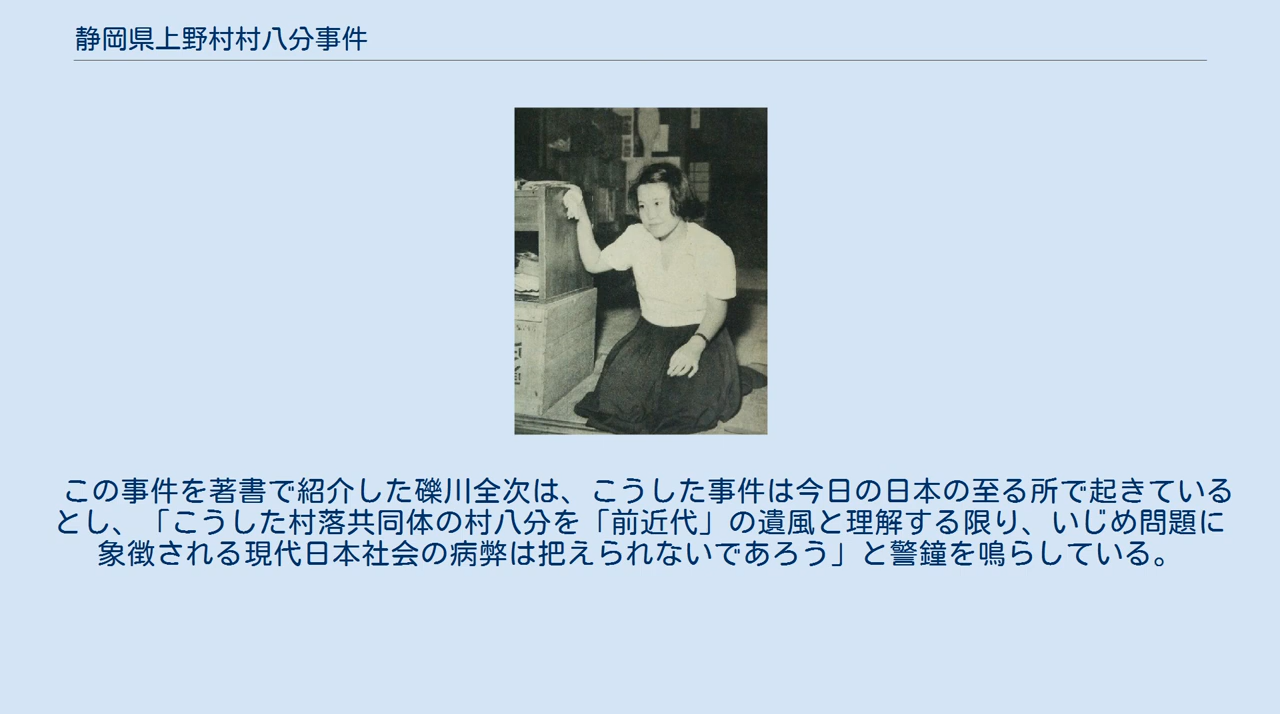 静岡県上野村村八分事件
この事件を著書で紹介した礫川全次は、こうした事件は今日の日本の至る所で起きている
とし、「こうした村落共同体の村八分を「前近代」の遺風と理解する限り、いじめ問題に
象徴される現代日本社会の病弊は把えられないであろう」と警鐘を鳴らしている。